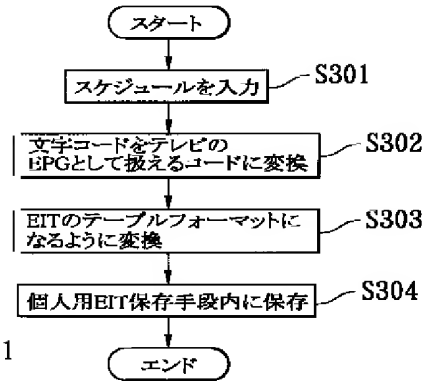 スタート
スケジュールを入力
S301
文字コードをテレビの
EPGとして扱えるコードに変換
S302
EITのテーブルフォーマットに
なるように変換
S303
個人用EIT保存手段内に保存
S304
1
エンド